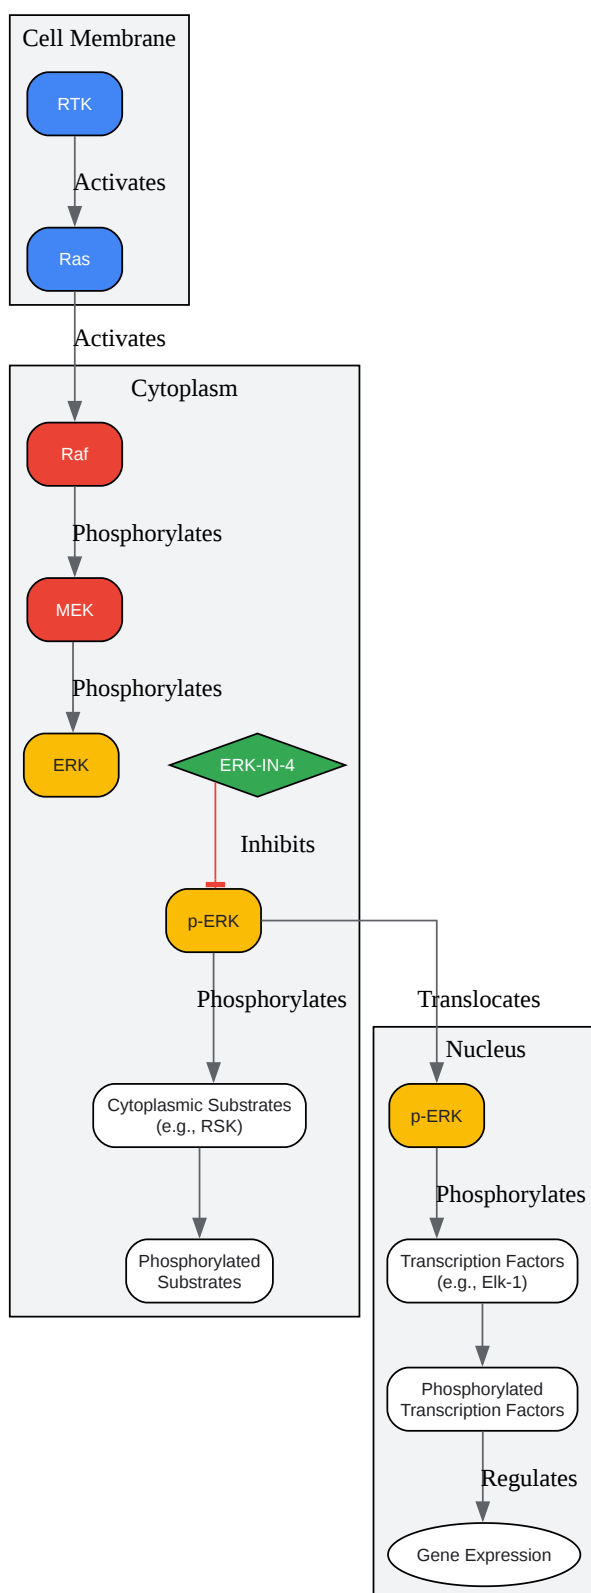 Cell Membrane
RTK
Activates
Ras
Activates
Cytoplasm
Raf
Phosphorylates
MEK
Phosphorylates
ERK
ERK-IN-4
Inhibits
p-ERK
Phosphorylates
Translocates
Nucleus
Cytoplasmic Substrates
(e.g., RSK)
p-ERK
Phosphorylates
Phosphorylated
Substrates
Transcription Factors
(e.g., Elk-1)
Phosphorylated
Transcription Factors
Regulates
Gene Expression